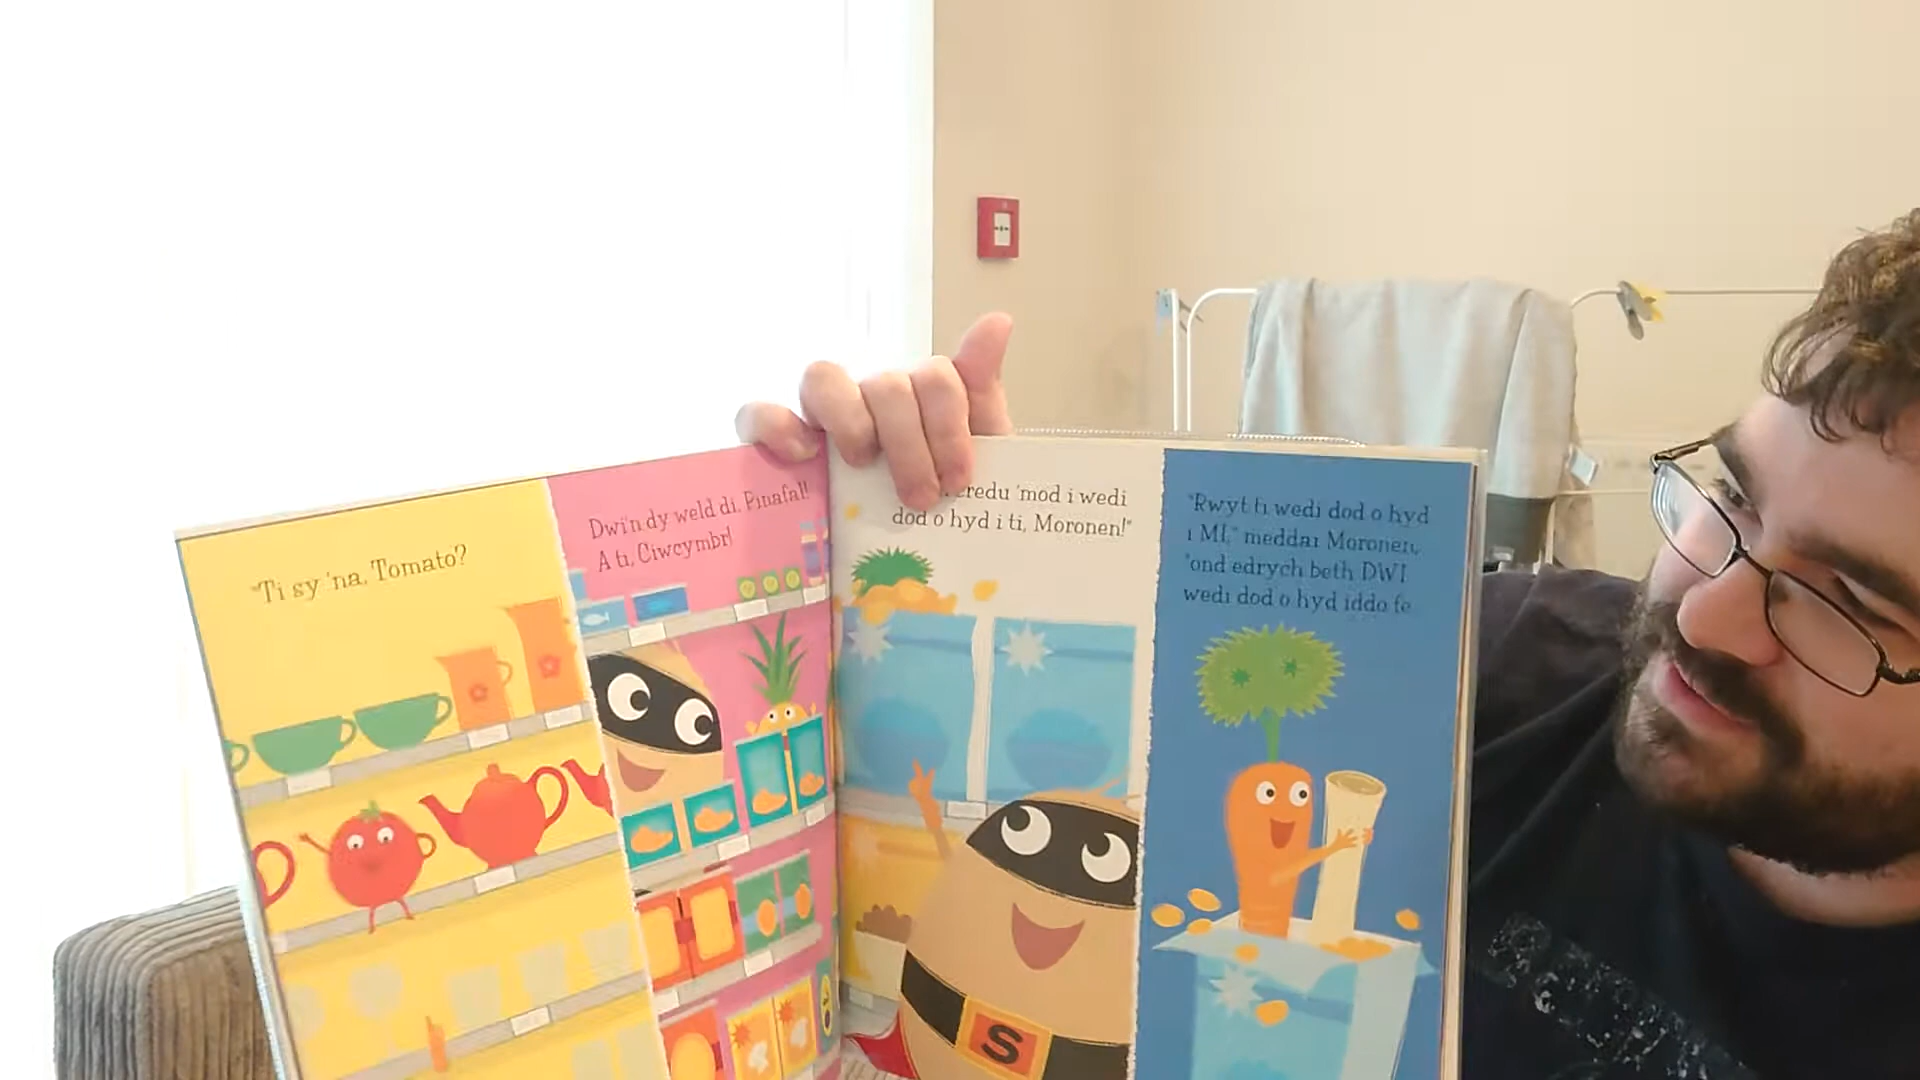 "Ti sy 'na, Tomato?
Dwi'n dy weld di, Pinafal!
A ti, Ciwcymbr!
credu 'mod i wedi
dod o hyd i ti, Moronen!"
"Rwyt ti wedi dod o hyd
i MI," meddai Moronen,
"ond edrych beth DWI
wedi dod o hyd iddo fe
S